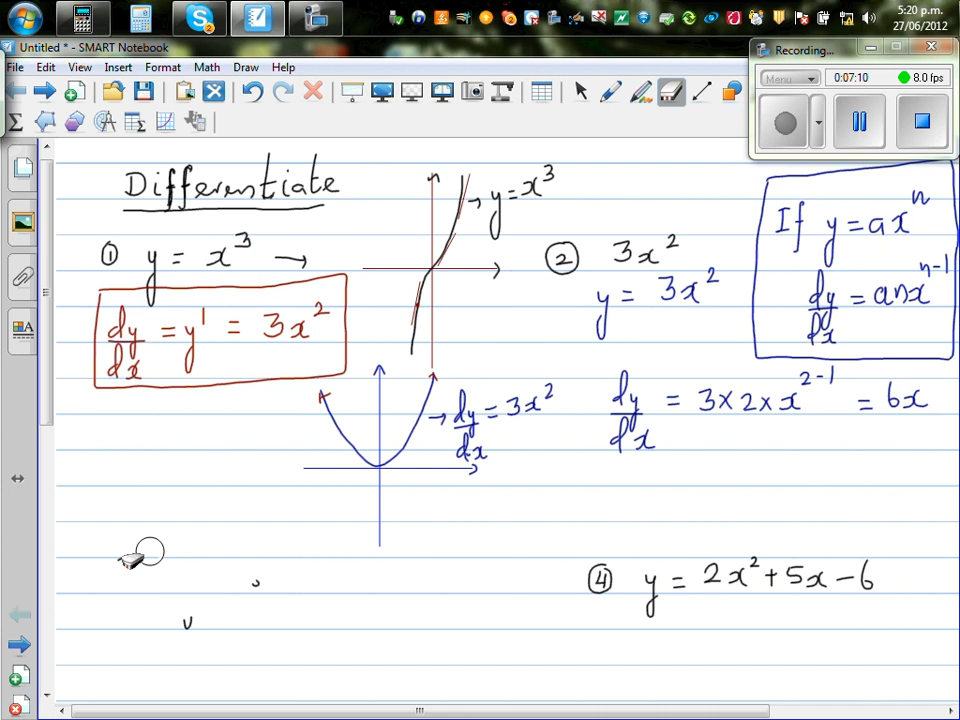 5:20 p.m.
27/06/2012
Untitled * - SMART Notebook
File Edit View Insert Format Math Draw Help
Recording...
Menu
0:07:10
8.0 fps
Differentiate
① y = x³ →
→ y = x³
dy/dx = y' = 3x²
→ dy/dx = 3x²
② 3x²
y = 3x²
If y = axⁿ
dy/dx = anxⁿ⁻¹
dy/dx = 3×2×x²⁻¹ = 6x
④ y = 2x² + 5x − 6